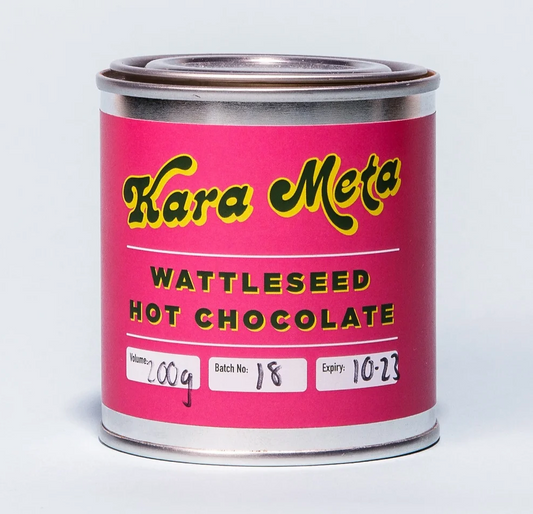 Kara Meta
WATTLESEED
HOT CHOCOLATE
Volume: 200g Batch No: 18 Expiry: 10-23